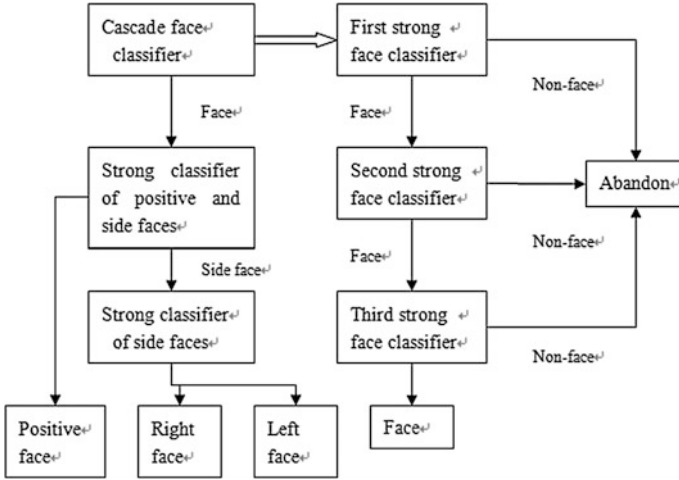 Cascade face
classifier
First strong
face classifier
Non-face
Face
Face
Strong classifier
of positive and
side faces
Second strong
face classifier
Abandon
Non-face
Side face
Face
Strong classifier
of side faces
Third strong
face classifier
Non-face
Positive
face
Right
face
Left
face
Face